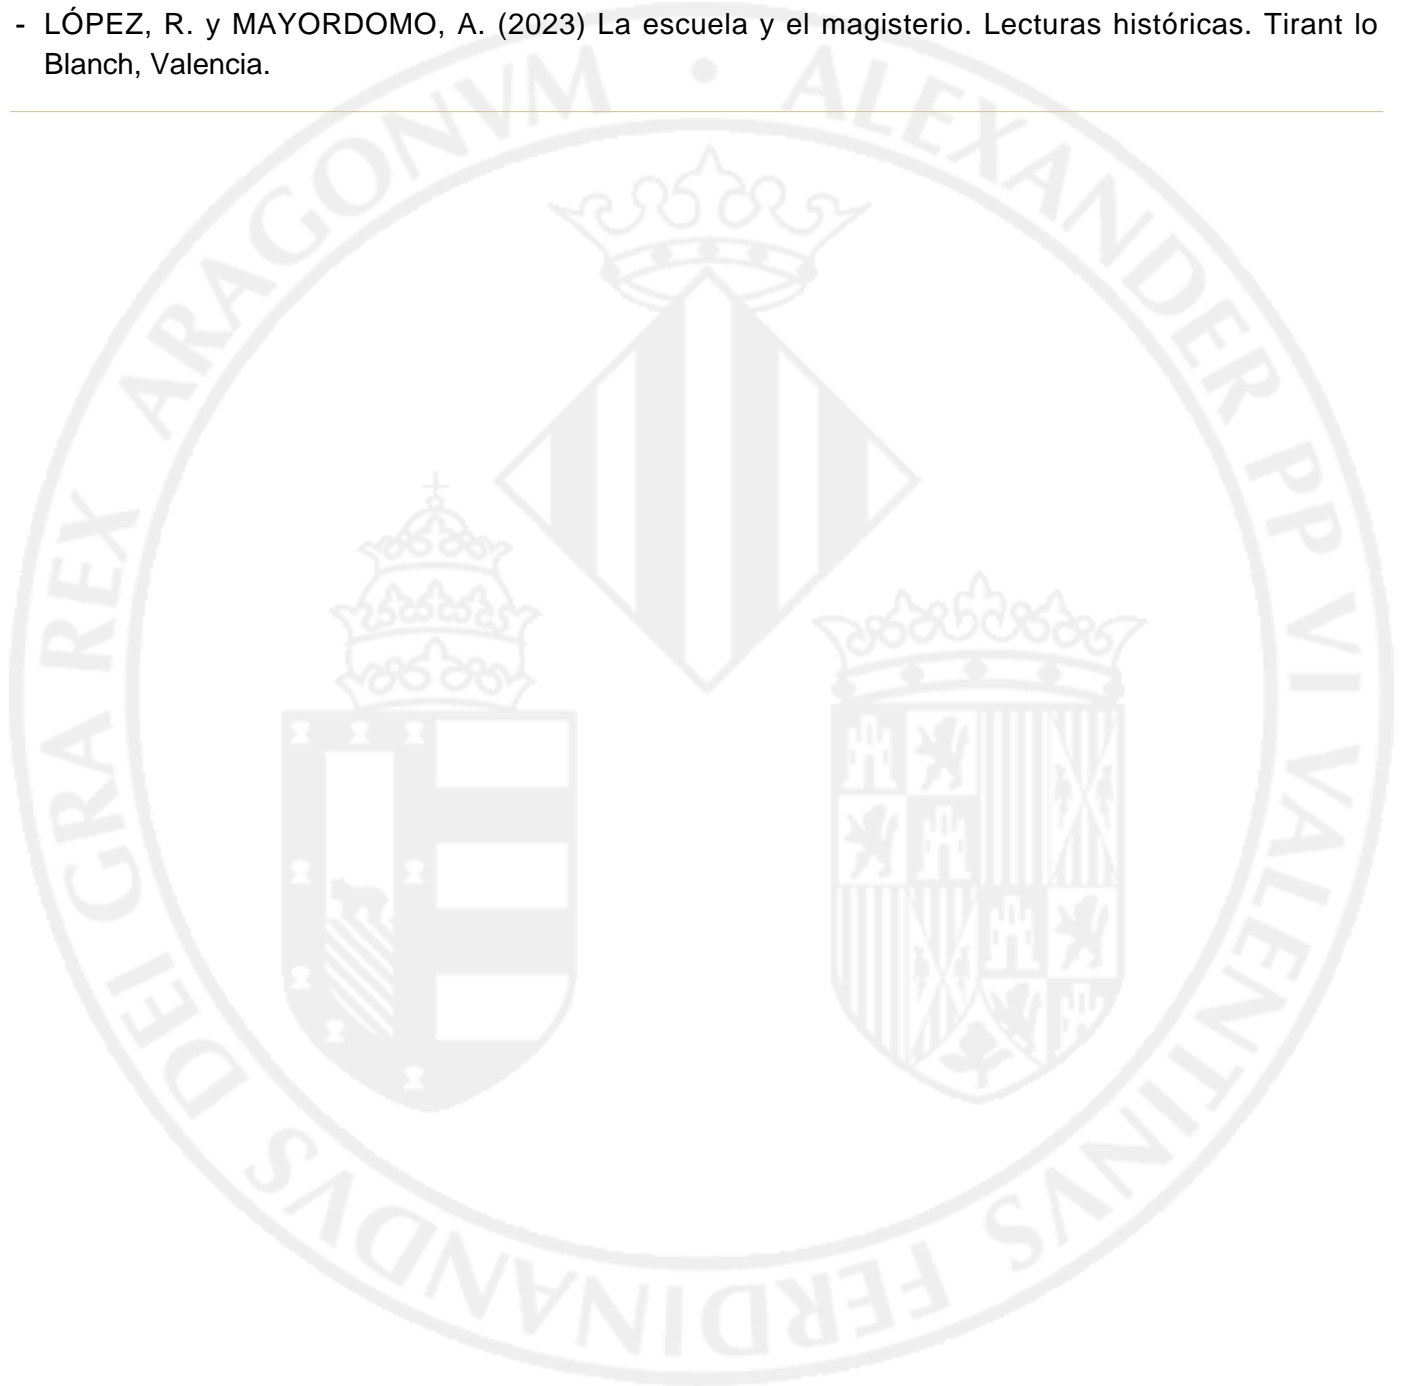 - LÓPEZ, R. y MAYORDOMO, A. (2023) La escuela y el magisterio. Lecturas históricas. Tirant lo
Blanch, Valencia.
ALEXANDER PP VI VALENTINVS FERDINANDVS DEI GRA REX ARAGONVM